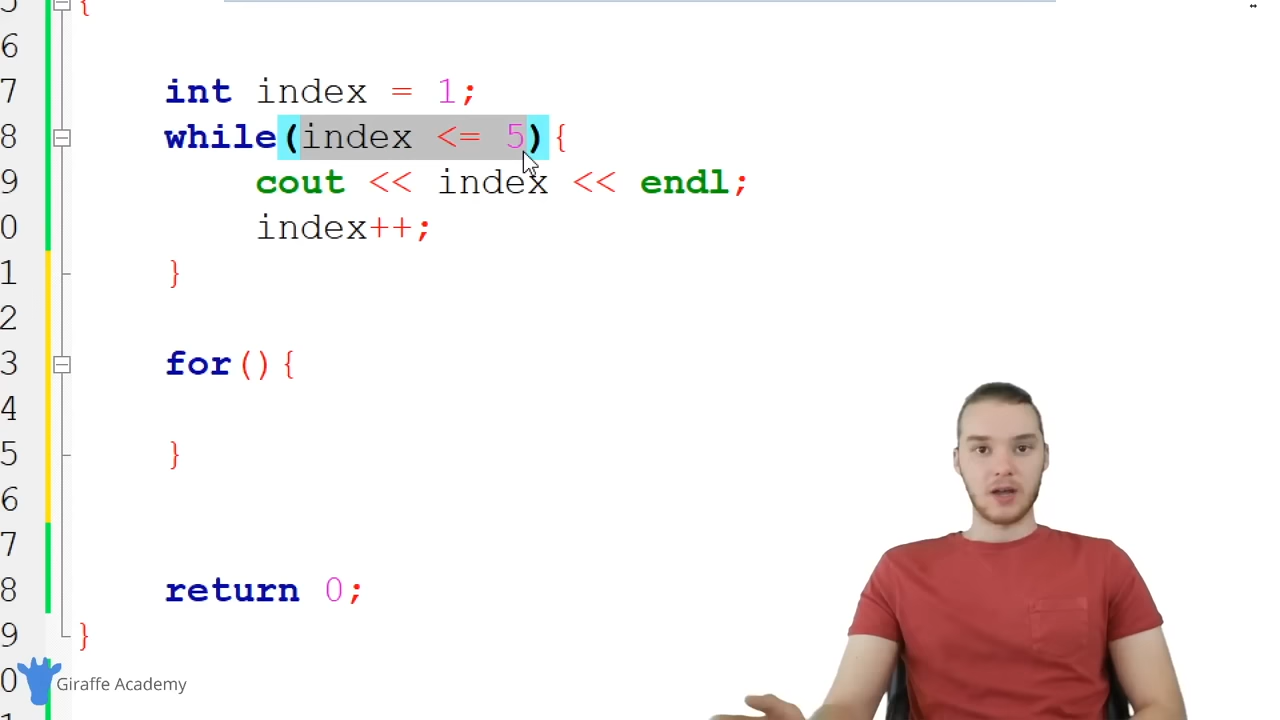 5 {
6
7 int index = 1;
8 while(index <= 5){
9 cout << index << endl;
0 index++;
1 }
2
3 for(){
4
5 }
6
7
8 return 0;
9 }
0 Giraffe Academy